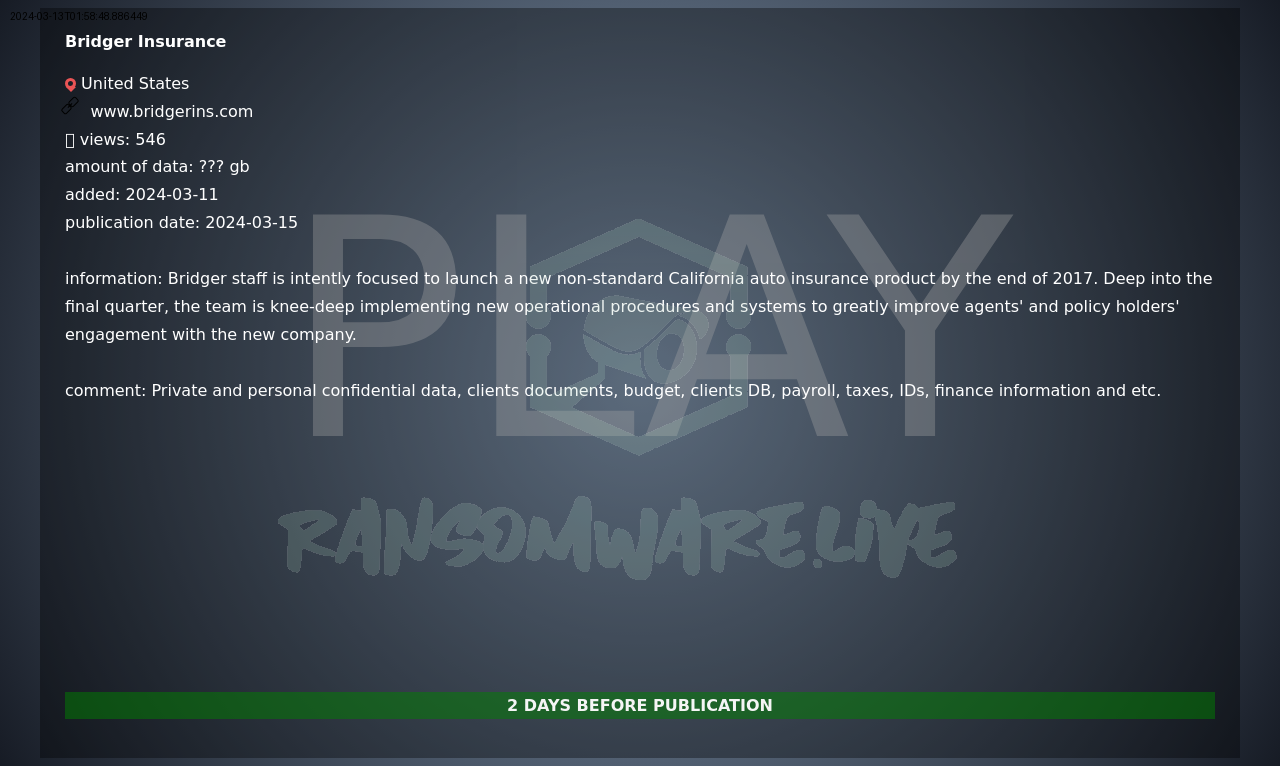 2024-03-13T01:58:48.886449
Bridger Insurance
United States
www.bridgerins.com
views: 546
amount of data: ??? gb
added: 2024-03-11
publication date: 2024-03-15
information: Bridger staff is intently focused to launch a new non-standard California auto insurance product by the end of 2017. Deep into the
final quarter, the team is knee-deep implementing new operational procedures and systems to greatly improve agents' and policy holders'
engagement with the new company.
comment: Private and personal confidential data, clients documents, budget, clients DB, payroll, taxes, IDs, finance information and etc.
PLAY
RANSOMWARE.LIVE
2 DAYS BEFORE PUBLICATION